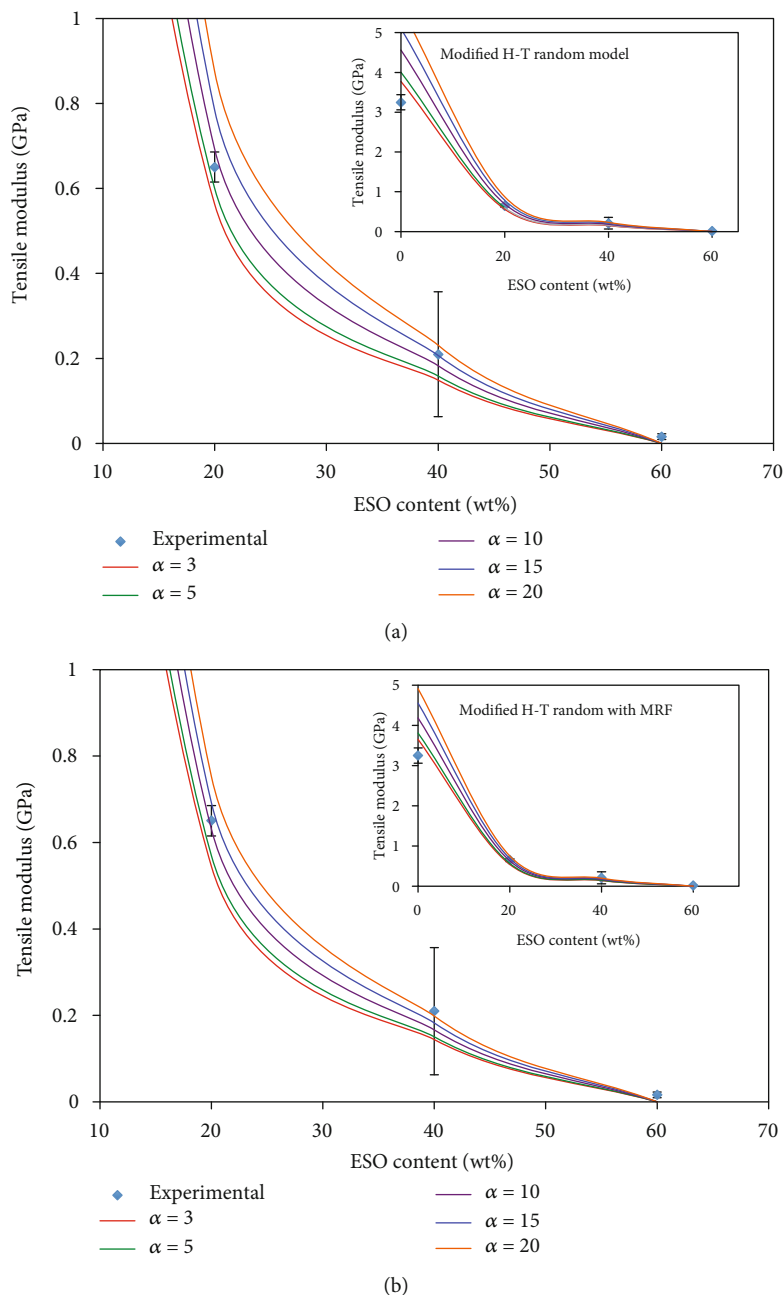 Tensile modulus (GPa)
1
0.8
0.6
0.4
0.2
0
10 20 30 40 50 60 70
ESO content (wt%)
Modified H-T random model
Tensile modulus (GPa)
5
4
3
2
1
0
0 20 40 60
ESO content (wt%)
Experimental
α = 3
α = 5
α = 10
α = 15
α = 20
(a)
Tensile modulus (GPa)
1
0.8
0.6
0.4
0.2
0
10 20 30 40 50 60 70
ESO content (wt%)
Modified H-T random with MRF
Tensile modulus (GPa)
5
4
3
2
1
0
0 20 40 60
ESO content (wt%)
Experimental
α = 3
α = 5
α = 10
α = 15
α = 20
(b)